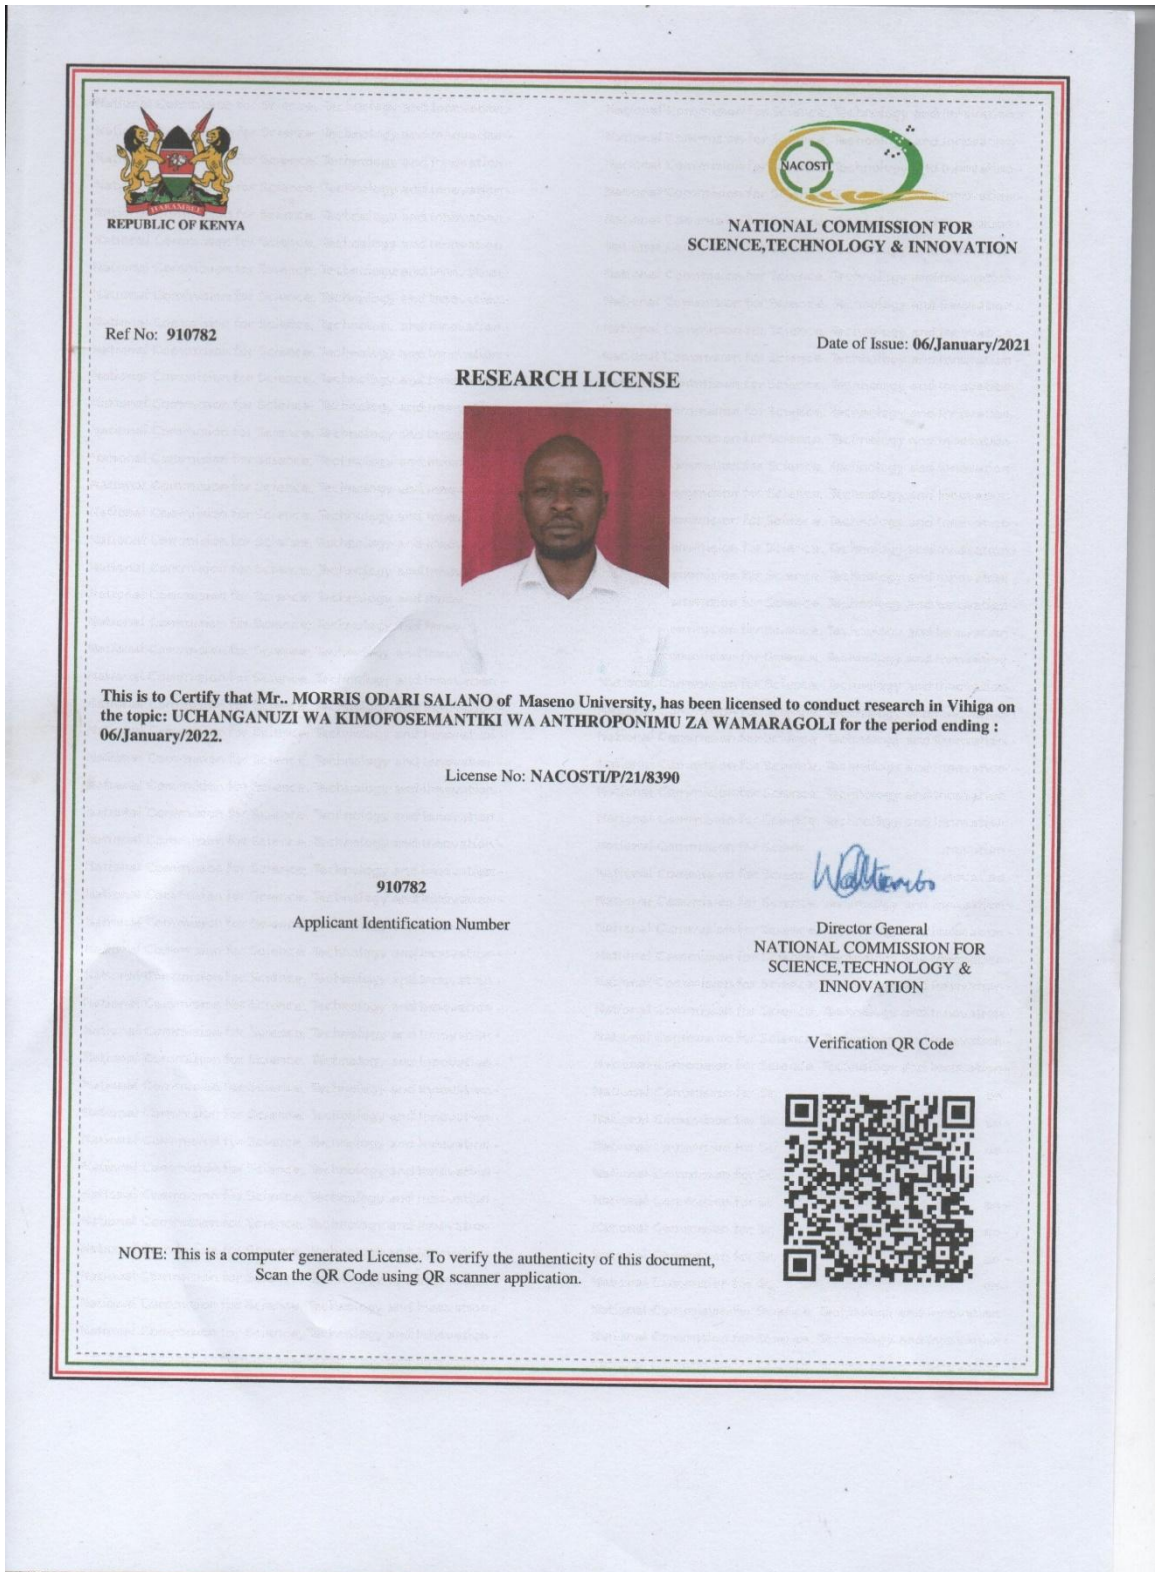 HARAMBEE
REPUBLIC OF KENYA
NACOSTI
NATIONAL COMMISSION FOR
SCIENCE,TECHNOLOGY & INNOVATION
Ref No: 910782
Date of Issue: 06/January/2021
RESEARCH LICENSE
This is to Certify that Mr.. MORRIS ODARI SALANO of Maseno University, has been licensed to conduct research in Vihiga on
the topic: UCHANGANUZI WA KIMOFOSEMANTIKI WA ANTHROPONIMU ZA WAMARAGOLI for the period ending :
06/January/2022.
License No: NACOSTI/P/21/8390
910782
Applicant Identification Number
Director General
NATIONAL COMMISSION FOR
SCIENCE,TECHNOLOGY &
INNOVATION
Verification QR Code
NOTE: This is a computer generated License. To verify the authenticity of this document,
Scan the QR Code using QR scanner application.